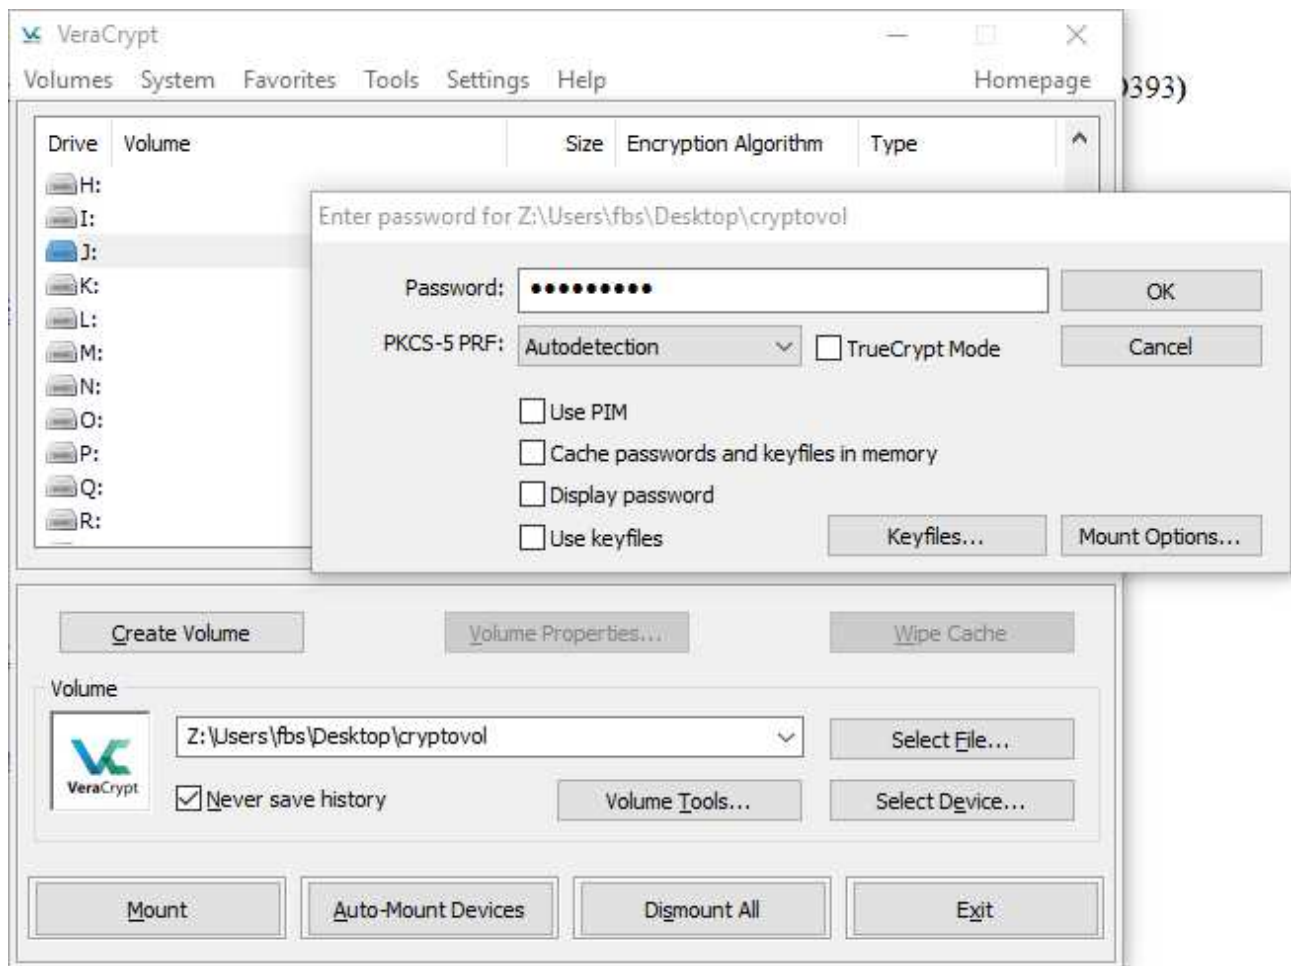 VeraCrypt
Volumes System Favorites Tools Settings Help Homepage
0393)
Drive Volume Size Encryption Algorithm Type
H:
I:
J:
K:
L:
M:
N:
O:
P:
Q:
R:
Enter password for Z:\Users\fbs\Desktop\cryptovol
Password: •••••••••
OK
PKCS-5 PRF: Autodetection TrueCrypt Mode
Cancel
Use PIM
Cache passwords and keyfiles in memory
Display password
Use keyfiles
Keyfiles...
Mount Options...
Create Volume
Volume Properties...
Wipe Cache
Volume
VeraCrypt
Z:\Users\fbs\Desktop\cryptovol
Select File...
Never save history
Volume Tools...
Select Device...
Mount
Auto-Mount Devices
Dismount All
Exit